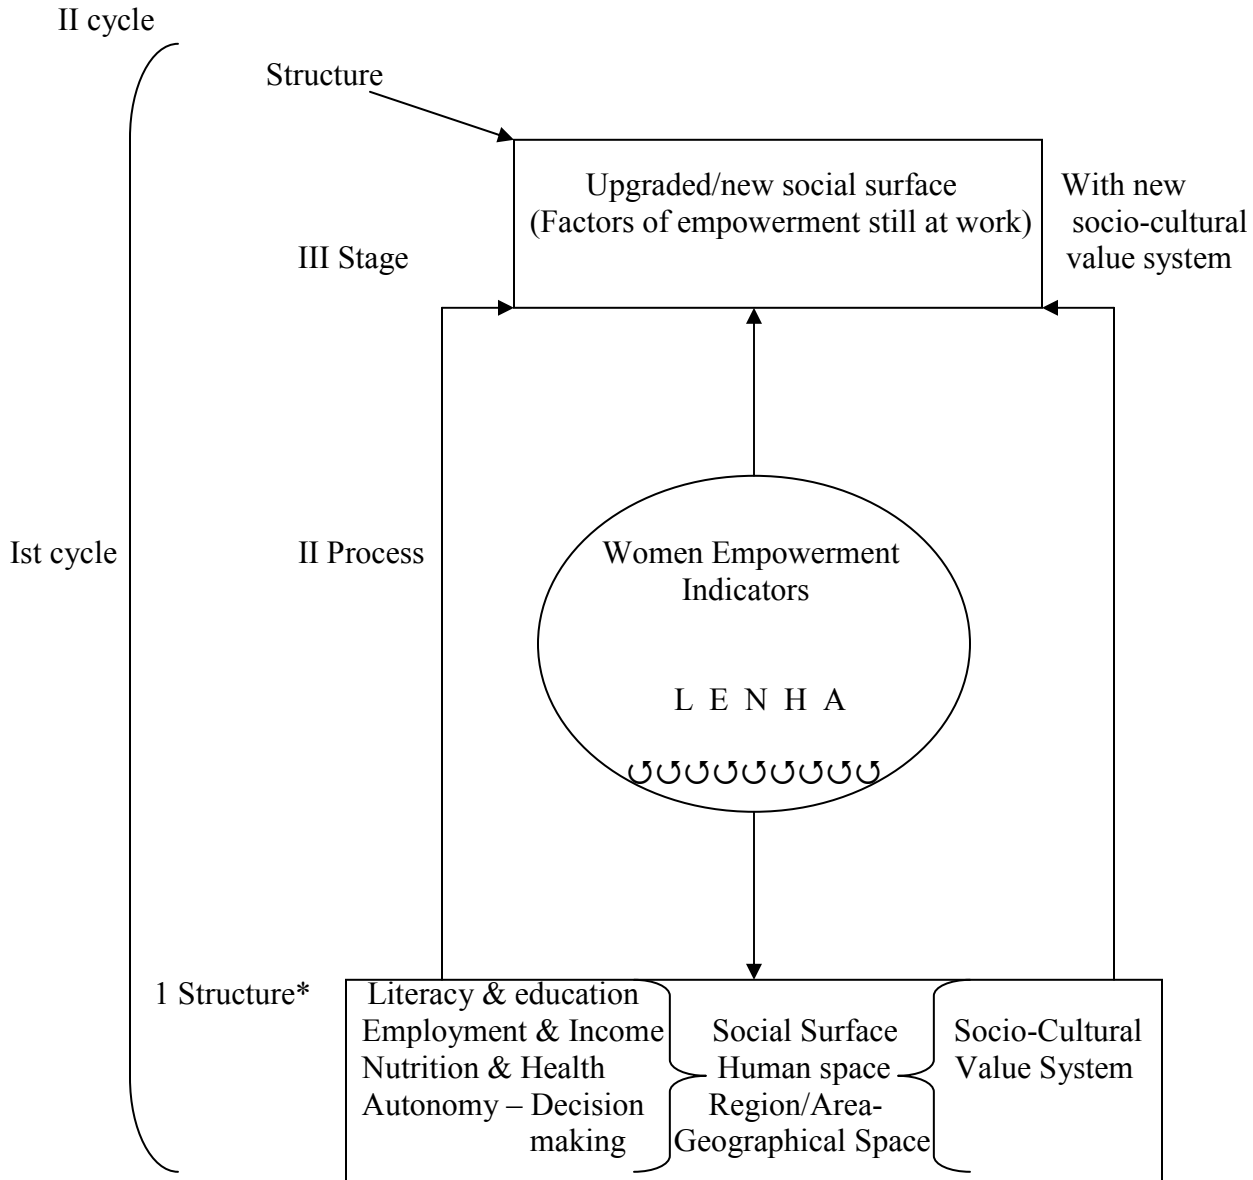 II cycle
Structure
Upgraded/new social surface
(Factors of empowerment still at work)
With new
socio-cultural
value system
III Stage
Ist cycle
II Process
Women Empowerment
Indicators
L E N H A
1 Structure*
Literacy & education
Employment & Income
Nutrition & Health
Autonomy – Decision
making
Social Surface
Human space
Region/Area-
Geographical Space
Socio-Cultural
Value System